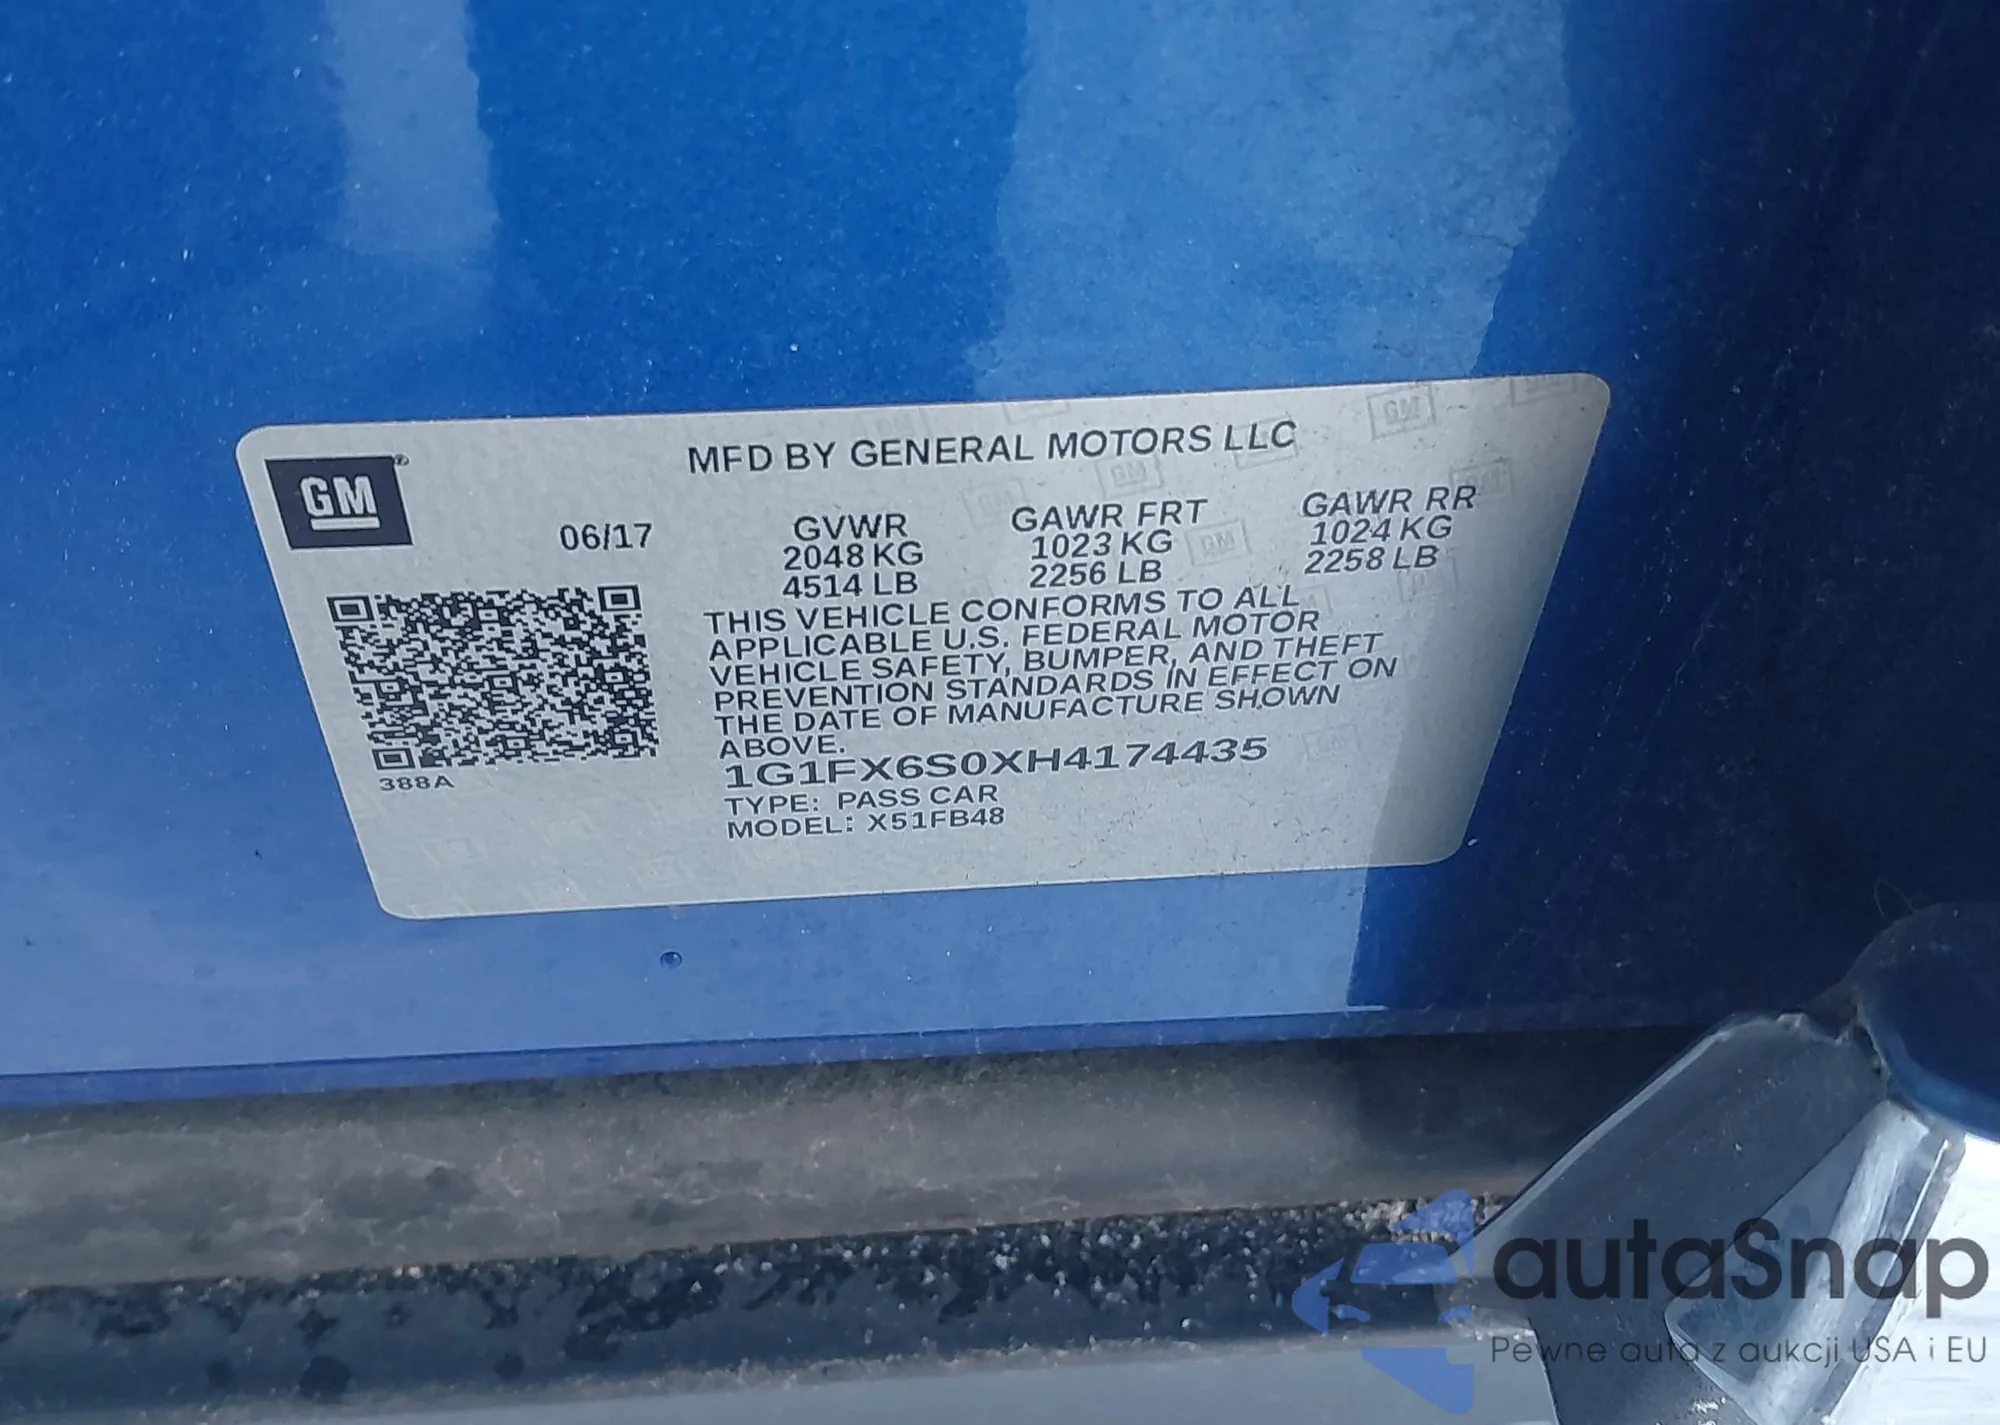 MFD BY GENERAL MOTORS LLC
GM®
06/17
GVWR
2048 KG
4514 LB
GAWR FRT
1023 KG
2256 LB
GAWR RR
1024 KG
2258 LB
THIS VEHICLE CONFORMS TO ALL
APPLICABLE U.S. FEDERAL MOTOR
VEHICLE SAFETY, BUMPER, AND THEFT
PREVENTION STANDARDS IN EFFECT ON
THE DATE OF MANUFACTURE SHOWN
ABOVE.
1G1FX6S0XH4174435
TYPE: PASS CAR
MODEL: X51FB48
388A
autaSnap
Pewne auta z aukcji USA i EU